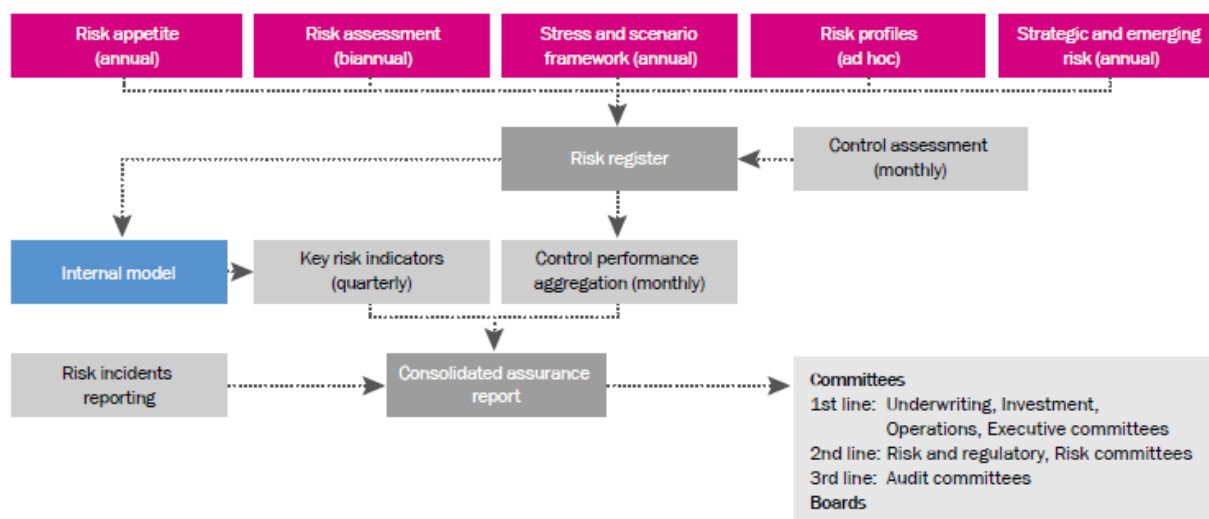 Risk appetite
(annual)
Risk assessment
(biannual)
Stress and scenario
framework (annual)
Risk profiles
(ad hoc)
Strategic and emerging
risk (annual)
Risk register
Control assessment
(monthly)
Internal model
Key risk indicators
(quarterly)
Control performance
aggregation (monthly)
Risk incidents
reporting
Consolidated assurance
report
Committees
1st line: Underwriting, Investment,
Operations, Executive committees
2nd line: Risk and regulatory, Risk committees
3rd line: Audit committees
Boards